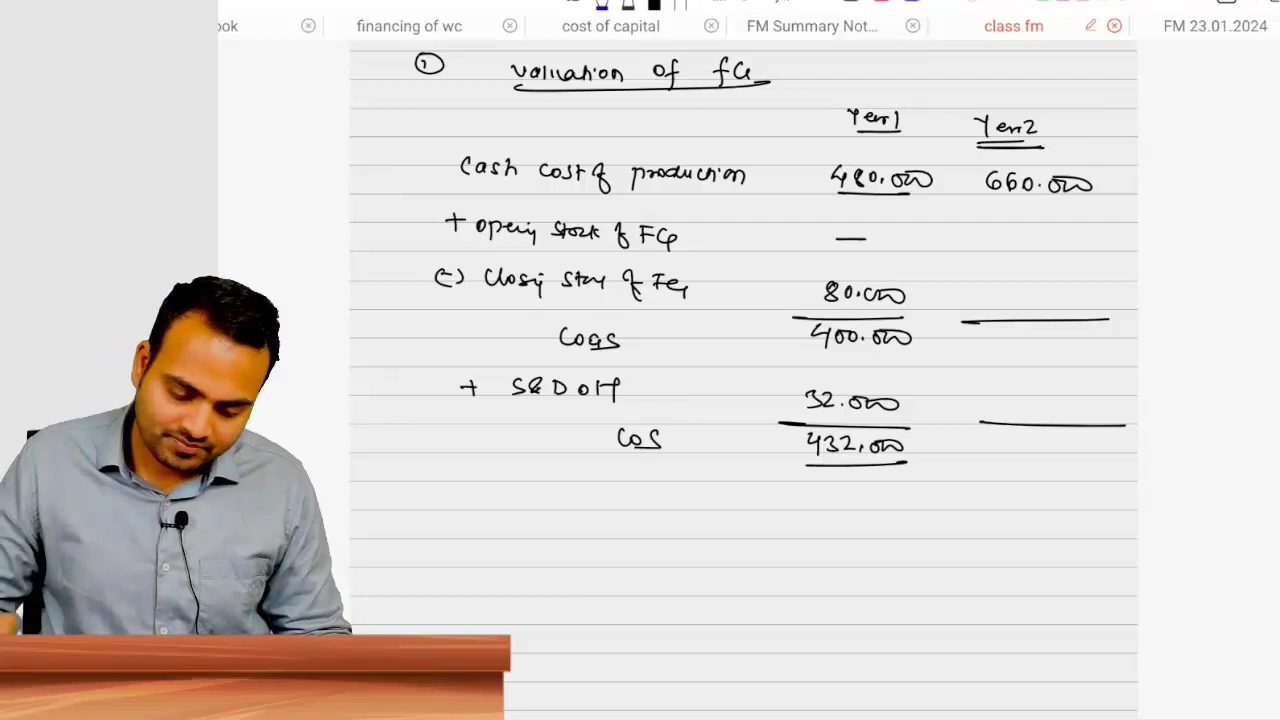 ook financing of wc cost of capital FM Summary Not... class fm FM 23.01.2024
① valuation of FG
Year1 Year2
Cash cost of production 480.000 660.000
+ opening stock of FG —
(-) closing stock of FG 80.000
COGS 400.000
+ S&D OH 32.000
COS 432.000